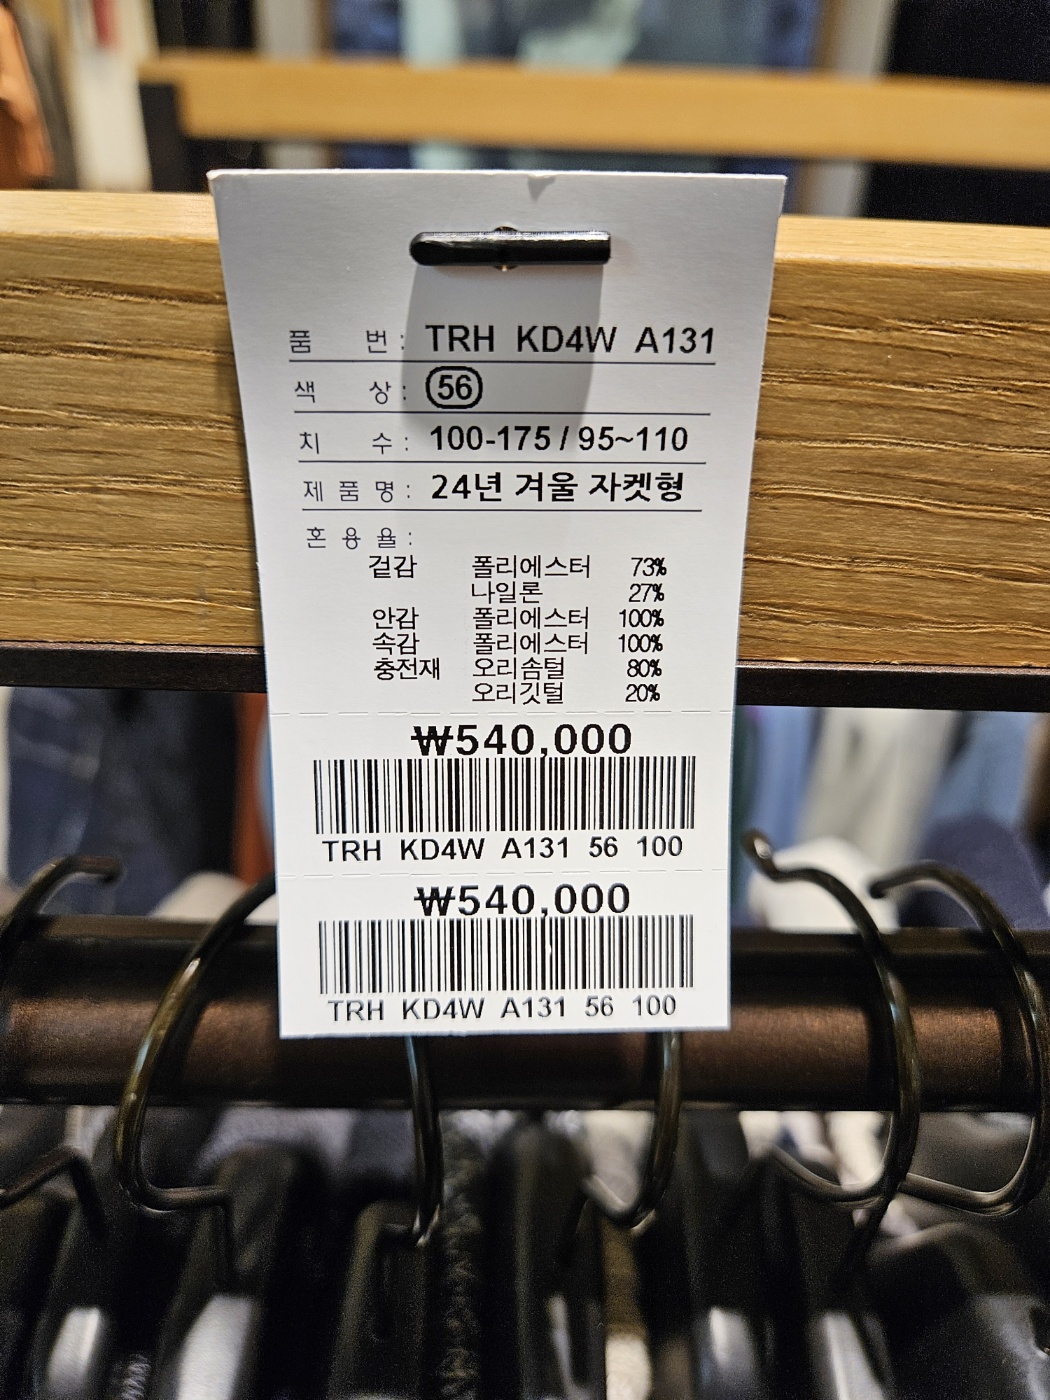 품 번 : TRH KD4W A131
색 상 : 56
치 수 : 100-175 / 95~110
제 품 명 : 24년 겨울 자켓형
혼 용 율 :
겉감 폴리에스터 73%
나일론 27%
안감 폴리에스터 100%
속감 폴리에스터 100%
충전재 오리솜털 80%
오리깃털 20%
₩540,000
TRH KD4W A131 56 100
₩540,000
TRH KD4W A131 56 100